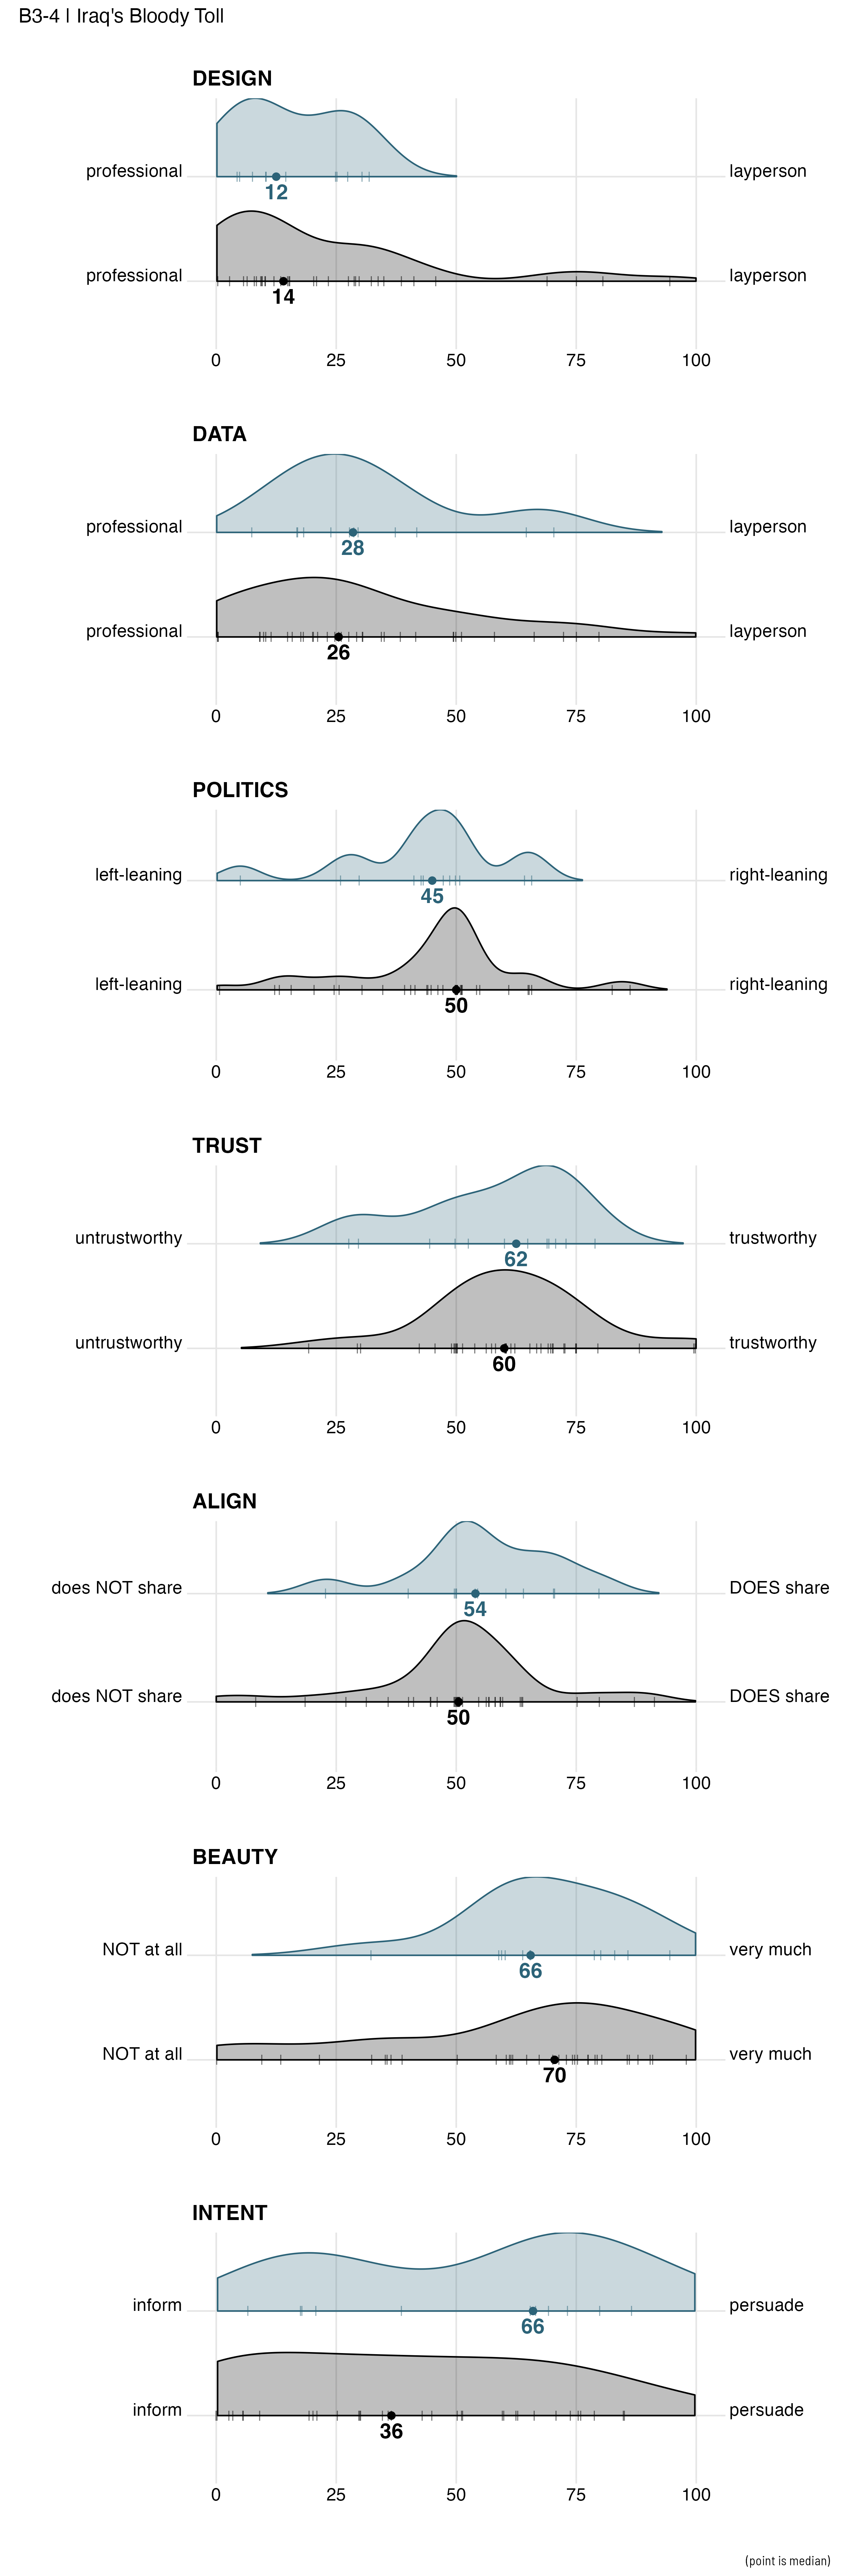 B3-4 | Iraq's Bloody Toll
DESIGN
professional layperson
12
professional layperson
14
0 25 50 75 100
DATA
professional layperson
28
professional layperson
26
0 25 50 75 100
POLITICS
left-leaning right-leaning
45
left-leaning right-leaning
50
0 25 50 75 100
TRUST
untrustworthy trustworthy
62
untrustworthy trustworthy
60
0 25 50 75 100
ALIGN
does NOT share DOES share
54
does NOT share DOES share
50
0 25 50 75 100
BEAUTY
NOT at all very much
66
NOT at all very much
70
0 25 50 75 100
INTENT
inform persuade
66
inform persuade
36
0 25 50 75 100
(point is median)